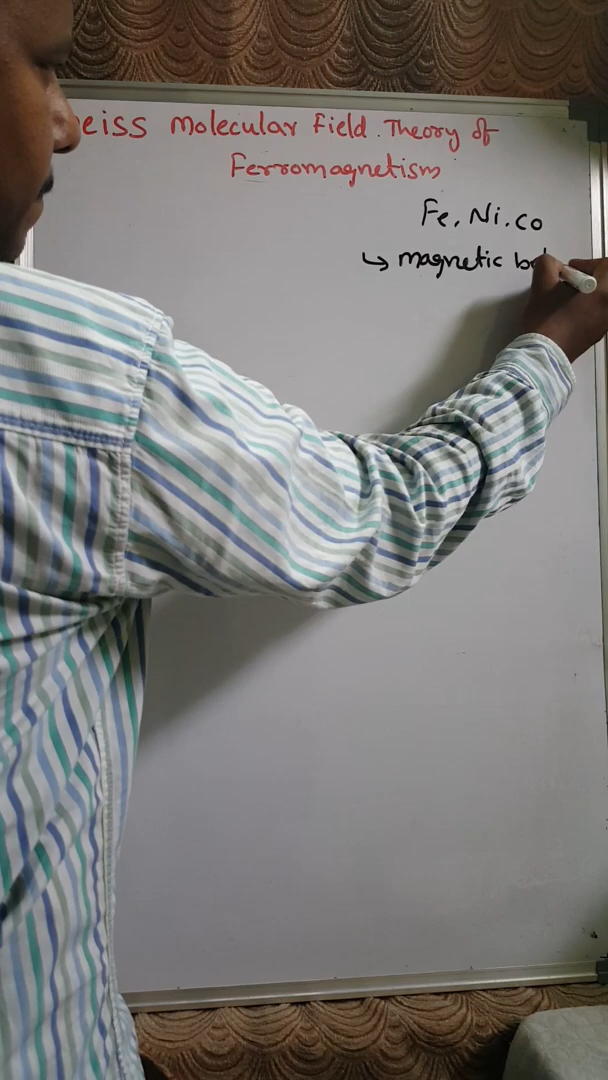 eiss Molecular Field Theory of
Ferromagnetism
Fe, Ni, Co
↳ magnetic